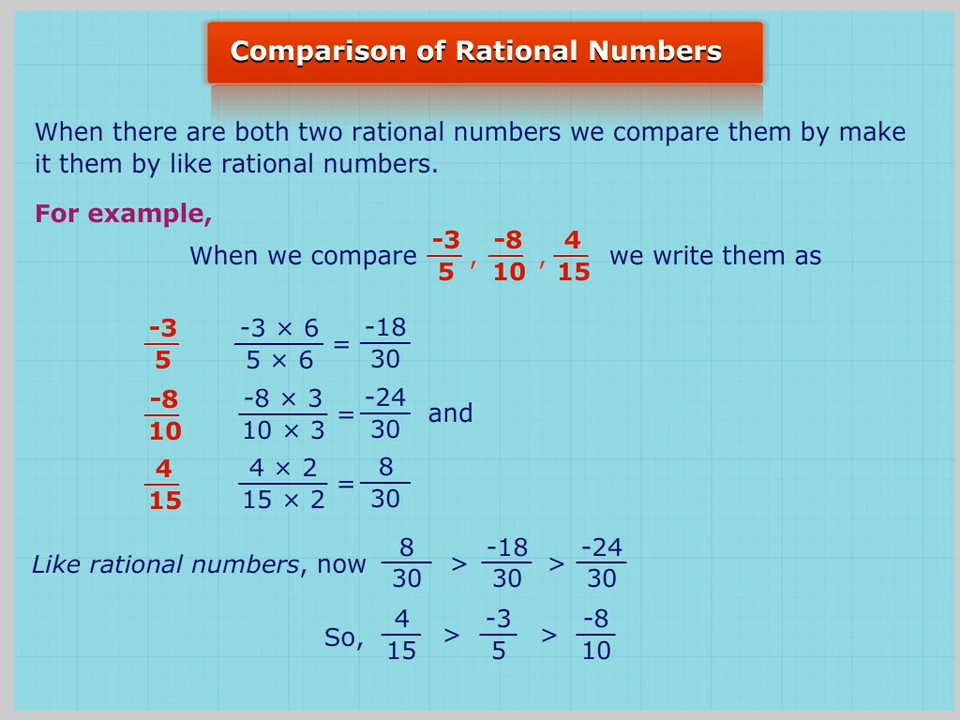 Comparison of Rational Numbers
When there are both two rational numbers we compare them by make
it them by like rational numbers.
For example,
When we compare -3/5 , -8/10 , 4/15 we write them as
-3/5 -3 × 6/5 × 6 = -18/30
-8/10 -8 × 3/10 × 3 = -24/30 and
4/15 4 × 2/15 × 2 = 8/30
Like rational numbers, now 8/30 > -18/30 > -24/30
So, 4/15 > -3/5 > -8/10